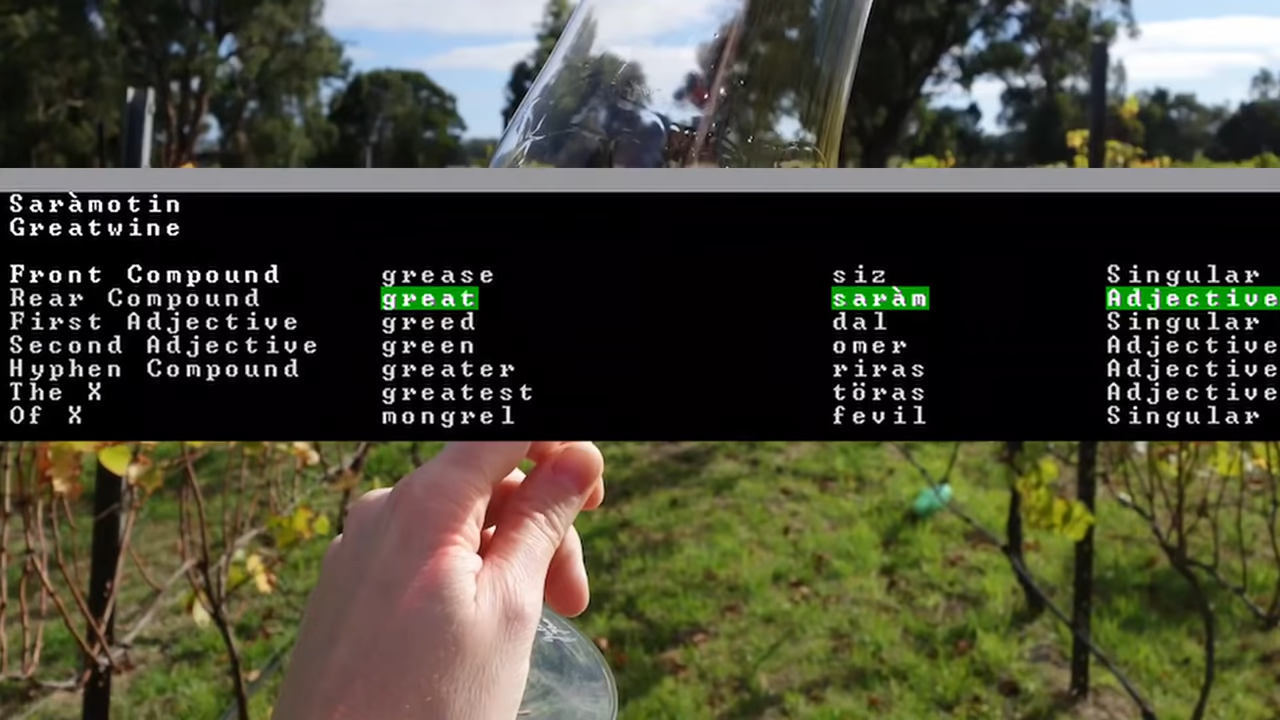 Saràmotin
Greatwine
Front Compound grease siz Singular
Rear Compound great saràm Adjective
First Adjective greed dal Singular
Second Adjective green omer Adjective
Hyphen Compound greater riras Adjective
The X greatest töras Adjective
Of X mongrel fevil Singular